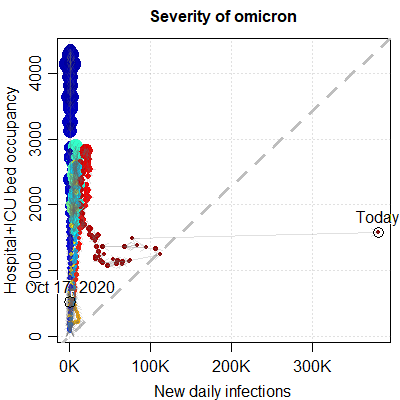 Severity of omicron
Hospital+ICU bed occupancy
4000
3000
2000
1000
0
Today
Oct 17, 2020
0K
100K
200K
300K
New daily infections